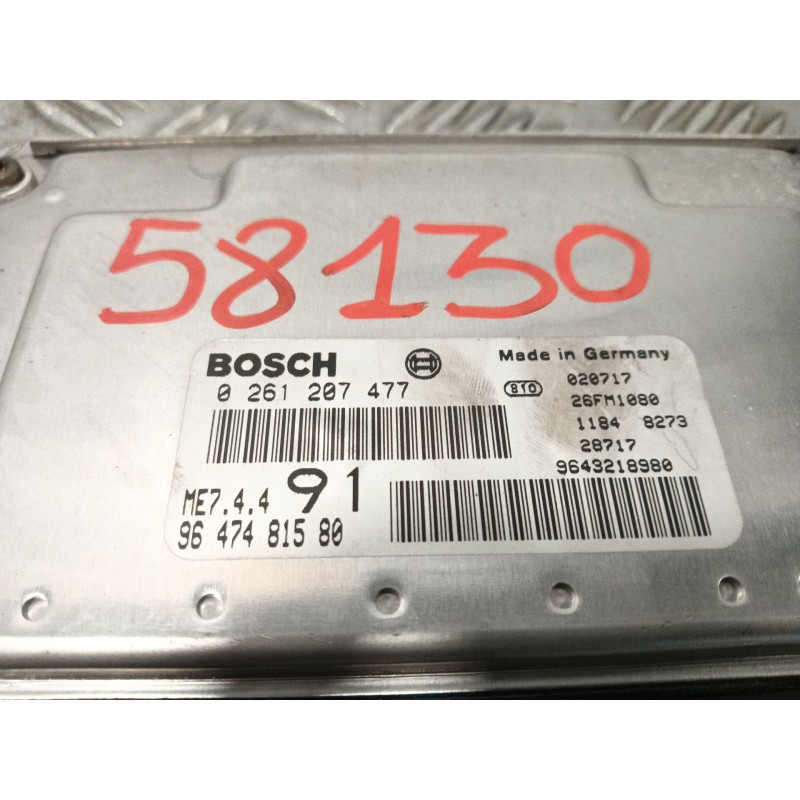 58130
BOSCH
Made in Germany
0 261 207 477
810
020717
26FM1080
1184 8273
28717
9643218980
ME7.4.4 91
96 474 815 80